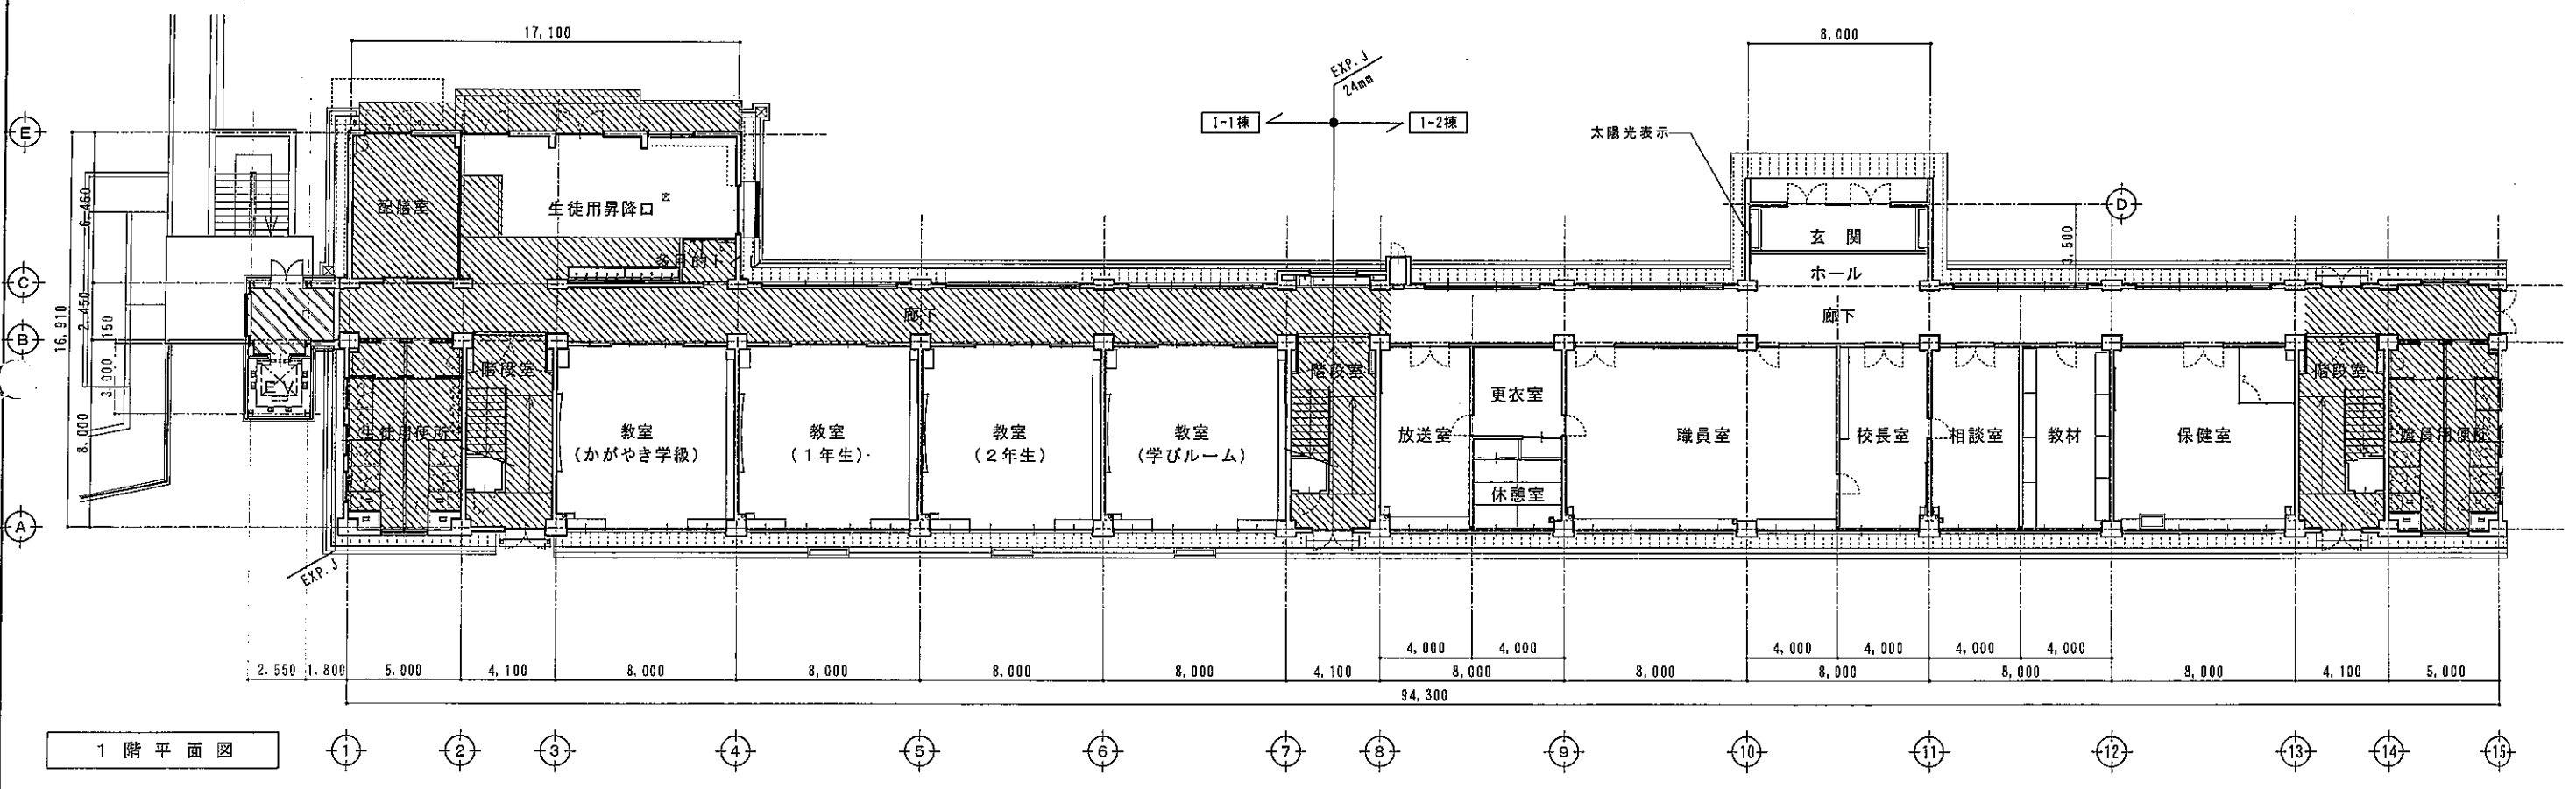 17,100
8,000
EXP. J
24mm
1-1棟
1-2棟
太陽光表示
E
D
C
B
A
6,460
2,450
150
3,000
8,000
16,910
3,500
配膳室
生徒用昇降口
多目的トイ
玄 関
ホール
廊下
廊下
EV
生徒用便所
階段室
教室
(かがやき学級)
教室
(1年生)
教室
(2年生)
教室
(学びルーム)
階段室
放送室
更衣室
休憩室
職員室
校長室
相談室
教材
保健室
階段室
職員用便所
EXP. J
4,000
4,000
4,000
4,000
4,000
4,000
2,550
1,800
5,000
4,100
8,000
8,000
8,000
8,000
4,100
8,000
8,000
8,000
8,000
8,000
4,100
5,000
94,300
1階平面図
1
2
3
4
5
6
7
8
9
10
11
12
13
14
15